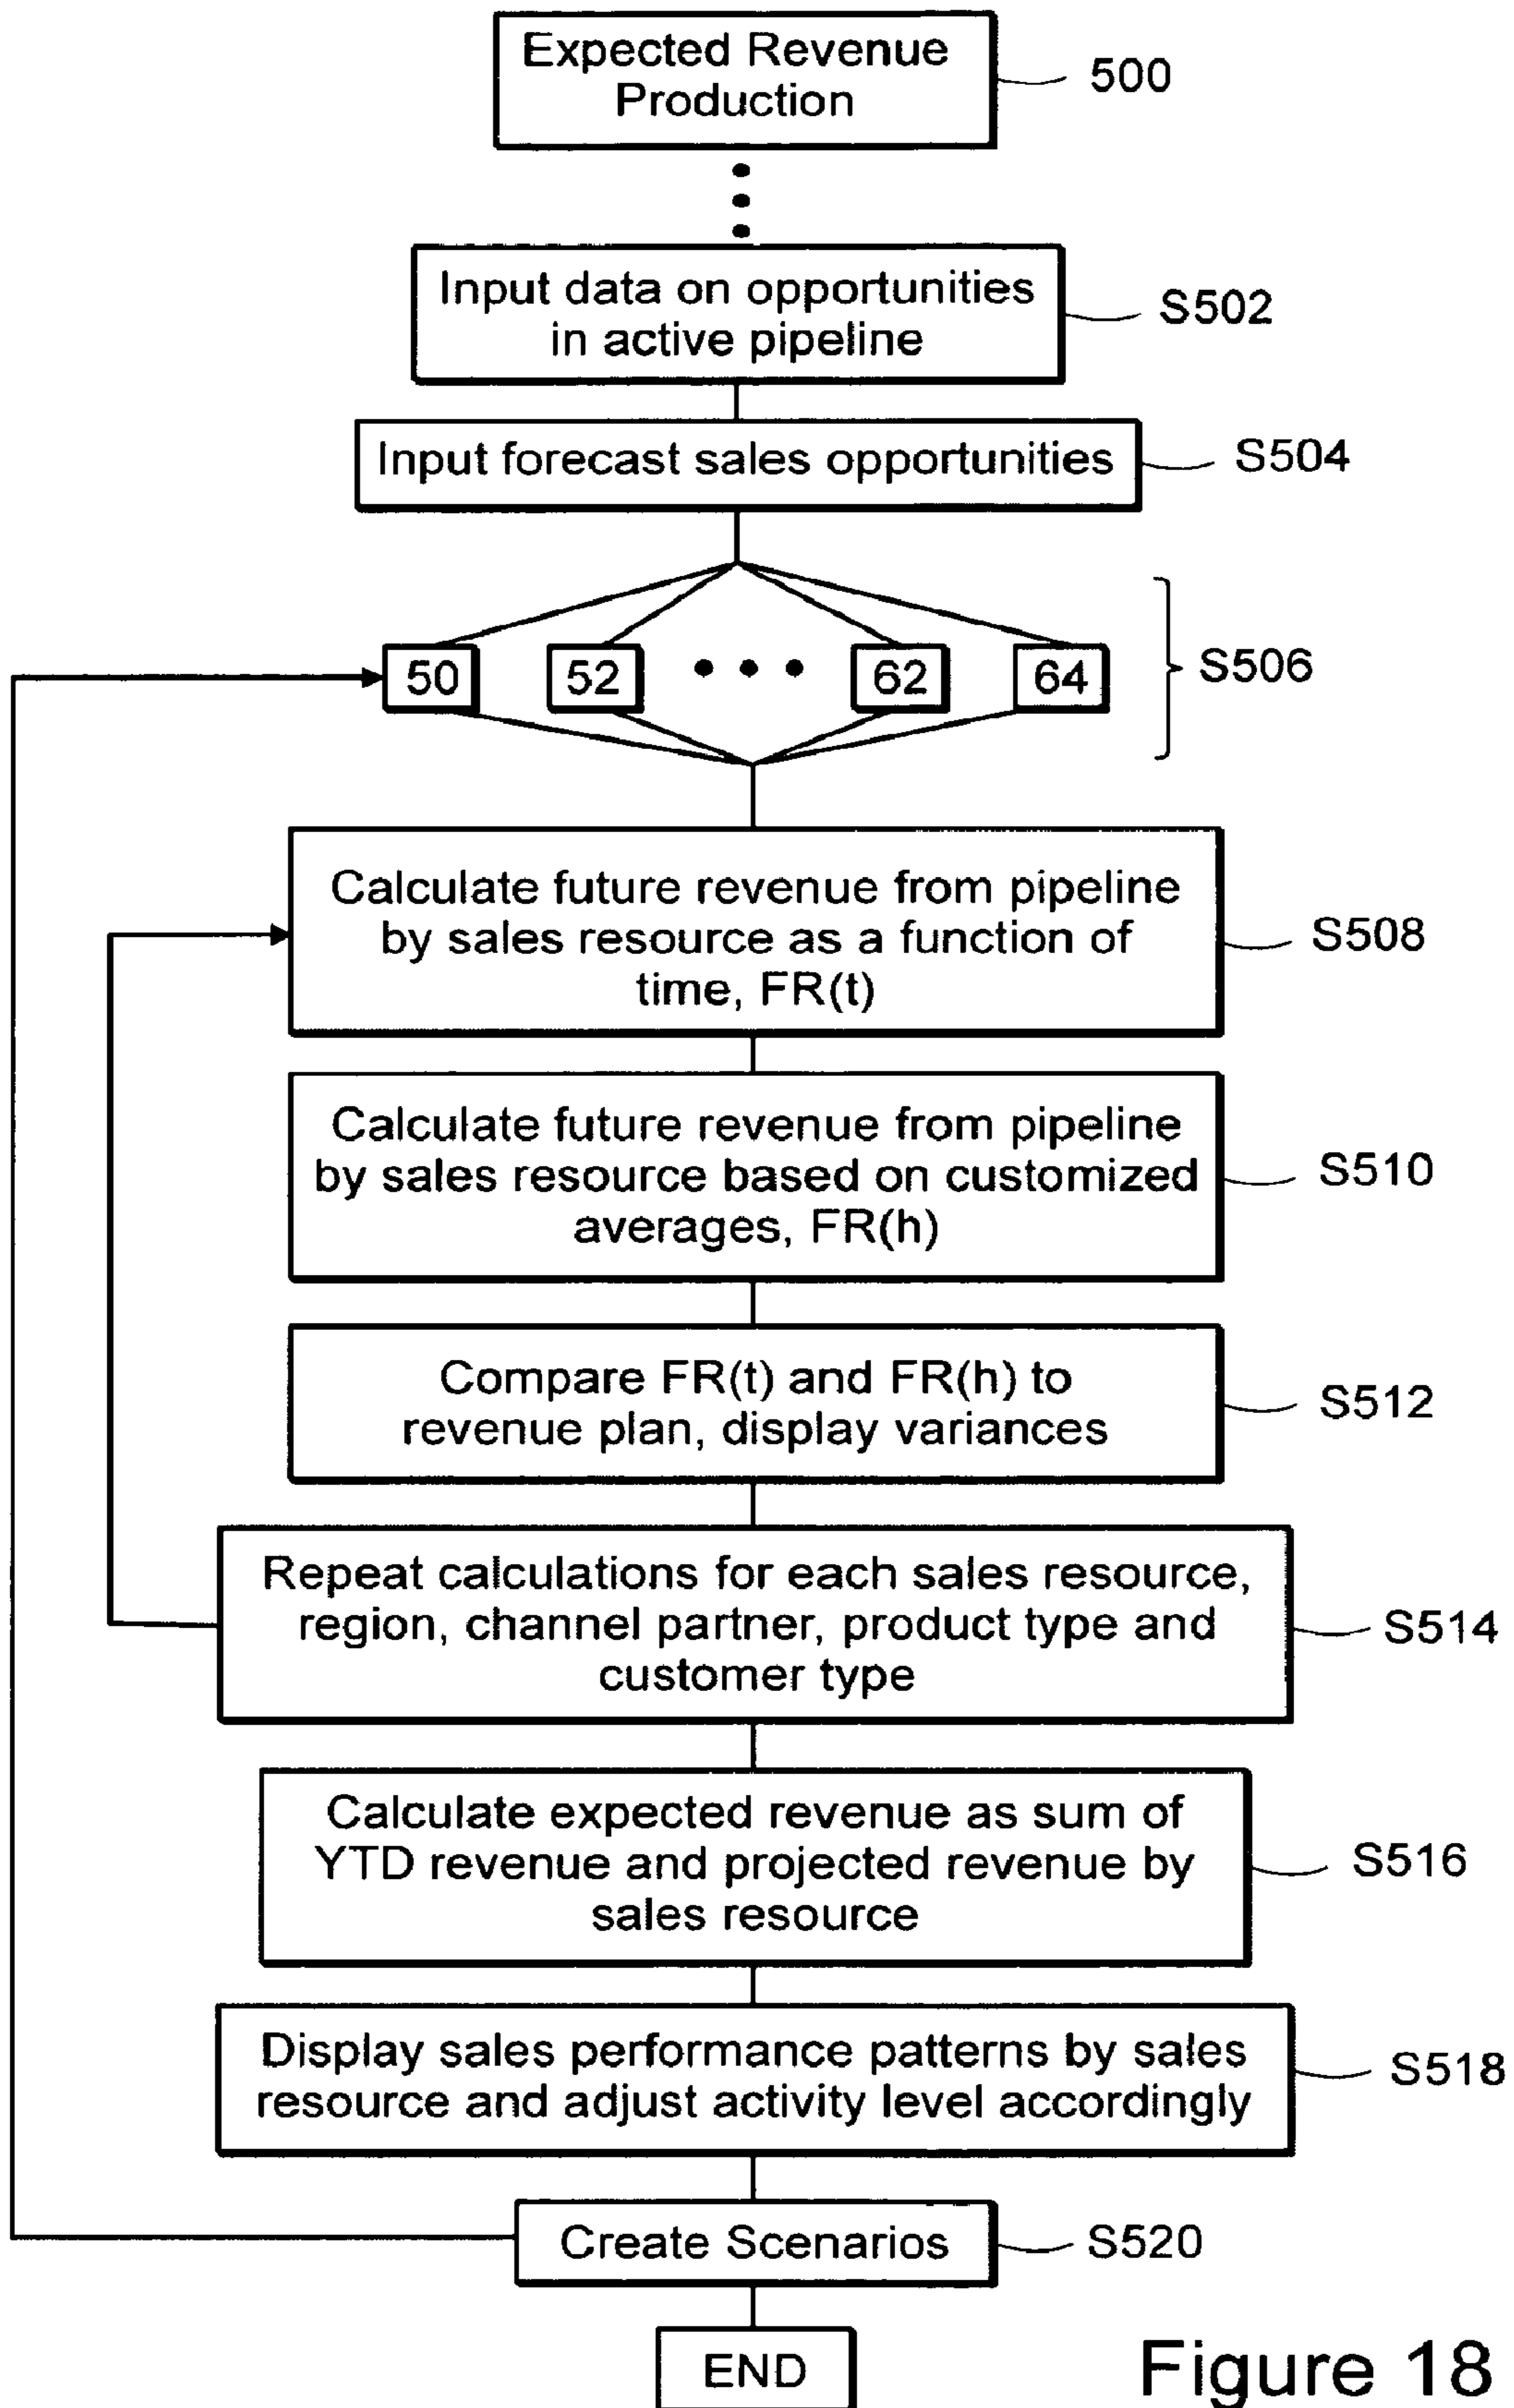 Expected Revenue
Production
500
Input data on opportunities
in active pipeline
S502
Input forecast sales opportunities
S504
50
52
62
64
S506
Calculate future revenue from pipeline
by sales resource as a function of
time, FR(t)
S508
Calculate future revenue from pipeline
by sales resource based on customized
averages, FR(h)
S510
Compare FR(t) and FR(h) to
revenue plan, display variances
S512
Repeat calculations for each sales resource,
region, channel partner, product type and
customer type
S514
Calculate expected revenue as sum of
YTD revenue and projected revenue by
sales resource
S516
Display sales performance patterns by sales
resource and adjust activity level accordingly
S518
Create Scenarios
S520
END
Figure 18